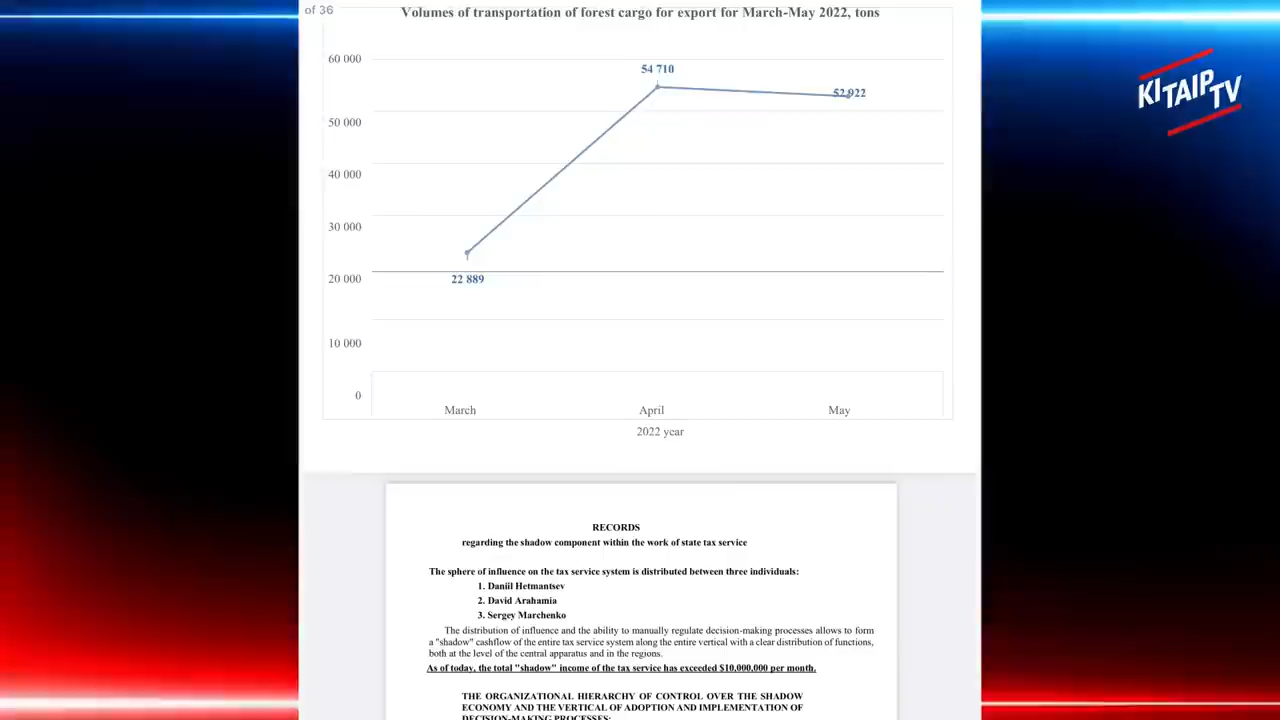 of 36
Volumes of transportation of forest cargo for export for March-May 2022, tons
KITAIP TV
60 000
54 710
52 922
50 000
40 000
30 000
20 000
22 889
10 000
0
March April May
2022 year
RECORDS
regarding the shadow component within the work of state tax service
The sphere of influence on the tax service system is distributed between three individuals:
1. Daniil Hetmantsev
2. David Arahamia
3. Sergey Marchenko
The distribution of influence and the ability to manually regulate decision-making processes allows to form
a "shadow" cashflow of the entire tax service system along the entire vertical with a clear distribution of functions,
both at the level of the central apparatus and in the regions.
As of today, the total "shadow" income of the tax service has exceeded $10,000,000 per month.
THE ORGANIZATIONAL HIERARCHY OF CONTROL OVER THE SHADOW
ECONOMY AND THE VERTICAL OF ADOPTION AND IMPLEMENTATION OF
DECISION-MAKING PROCESSES: